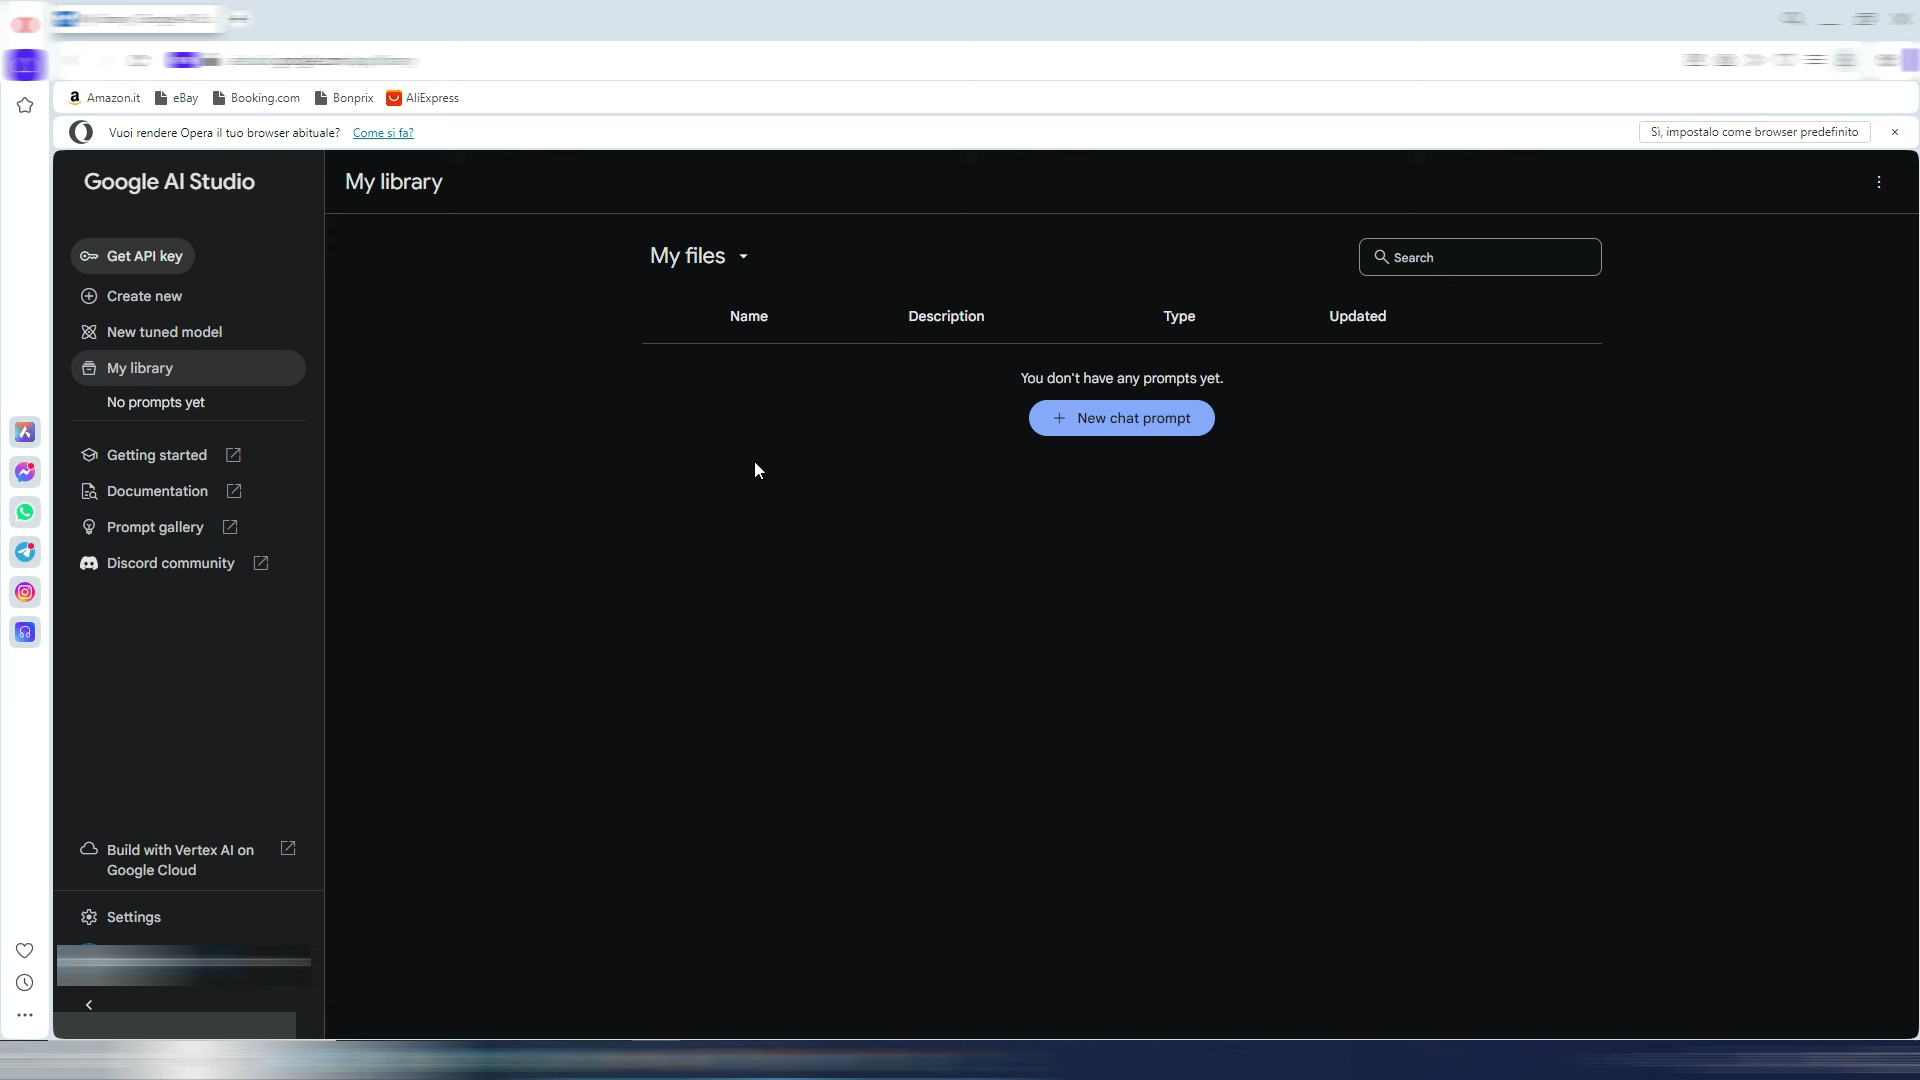 Amazon.it eBay Booking.com Bonprix AliExpress
Vuoi rendere Opera il tuo browser abituale? Come si fa? Sì, impostalo come browser predefinito
Google AI Studio
My library
Get API key
Create new
New tuned model
My library
No prompts yet
Getting started
Documentation
Prompt gallery
Discord community
Build with Vertex AI on
Google Cloud
Settings
My files
Search
Name Description Type Updated
You don't have any prompts yet.
New chat prompt